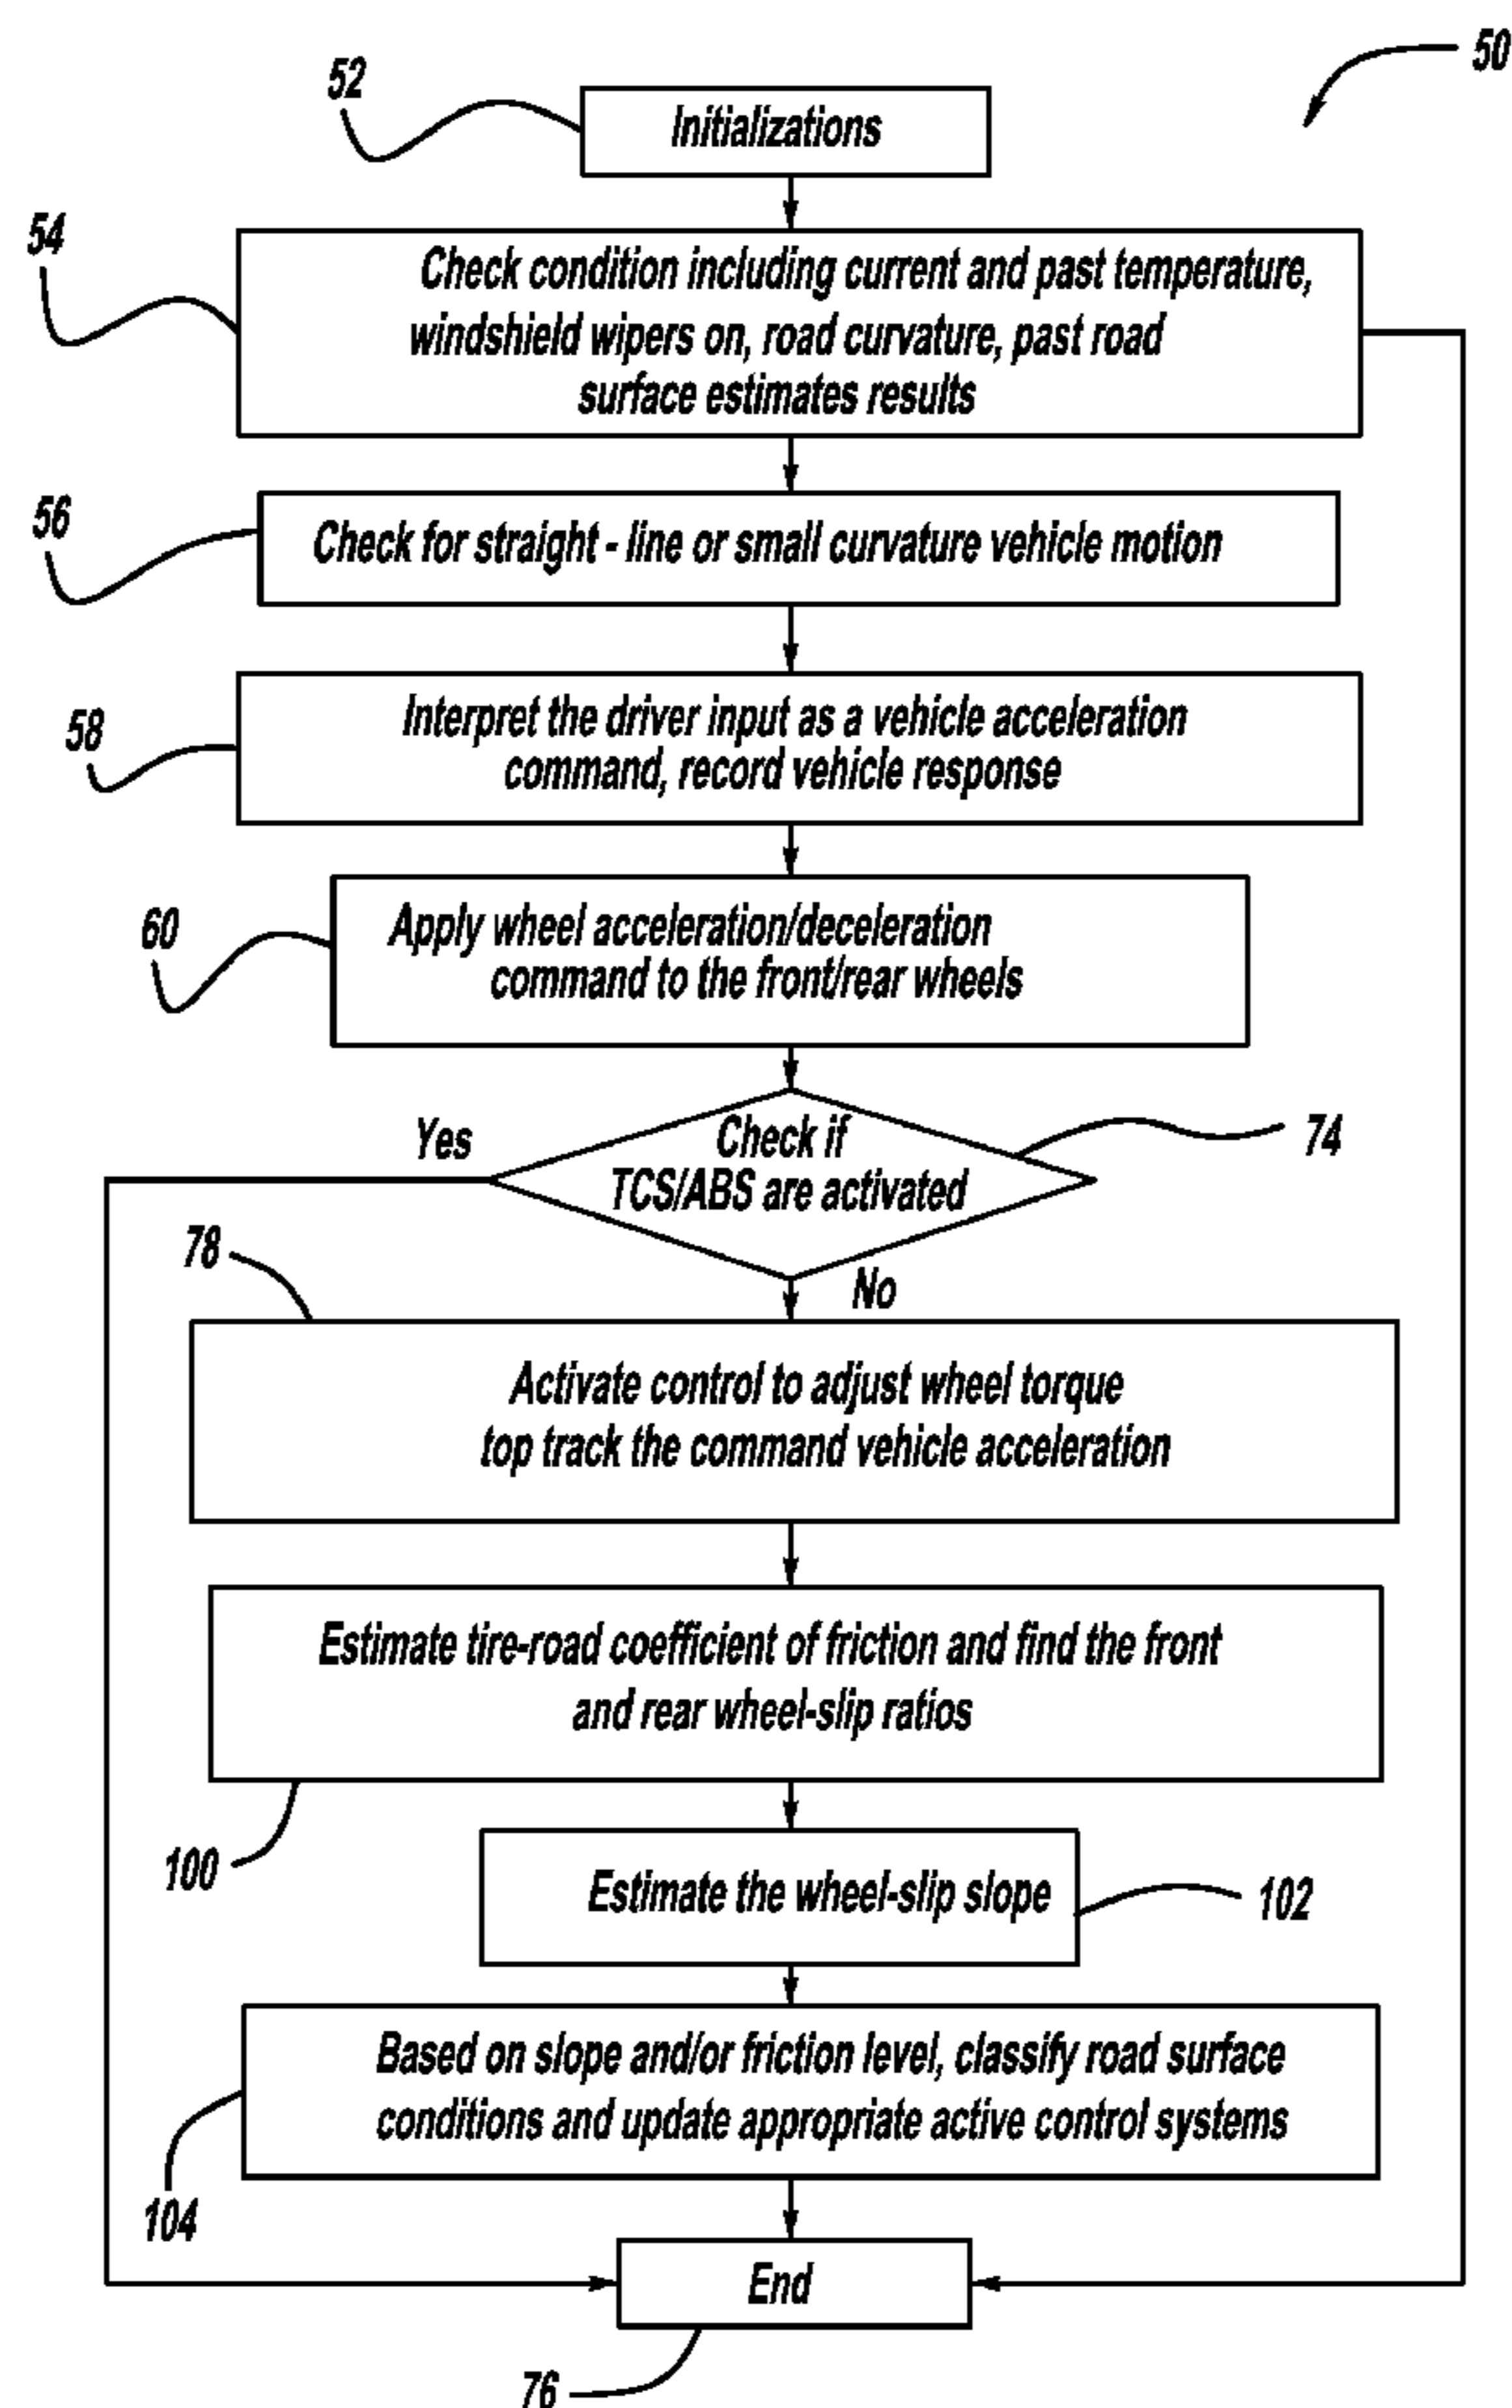 50
52
Initializations
54
Check condition including current and past temperature,
windshield wipers on, road curvature, past road
surface estimates results
56
Check for straight - line or small curvature vehicle motion
58
Interpret the driver input as a vehicle acceleration
command, record vehicle response
60
Apply wheel acceleration/deceleration
command to the front/rear wheels
Yes
Check if
TCS/ABS are activated
74
78
No
Activate control to adjust wheel torque
top track the command vehicle acceleration
Estimate tire-road coefficient of friction and find the front
and rear wheel-slip ratios
100
Estimate the wheel-slip slope
102
Based on slope and/or friction level, classify road surface
conditions and update appropriate active control systems
104
End
76